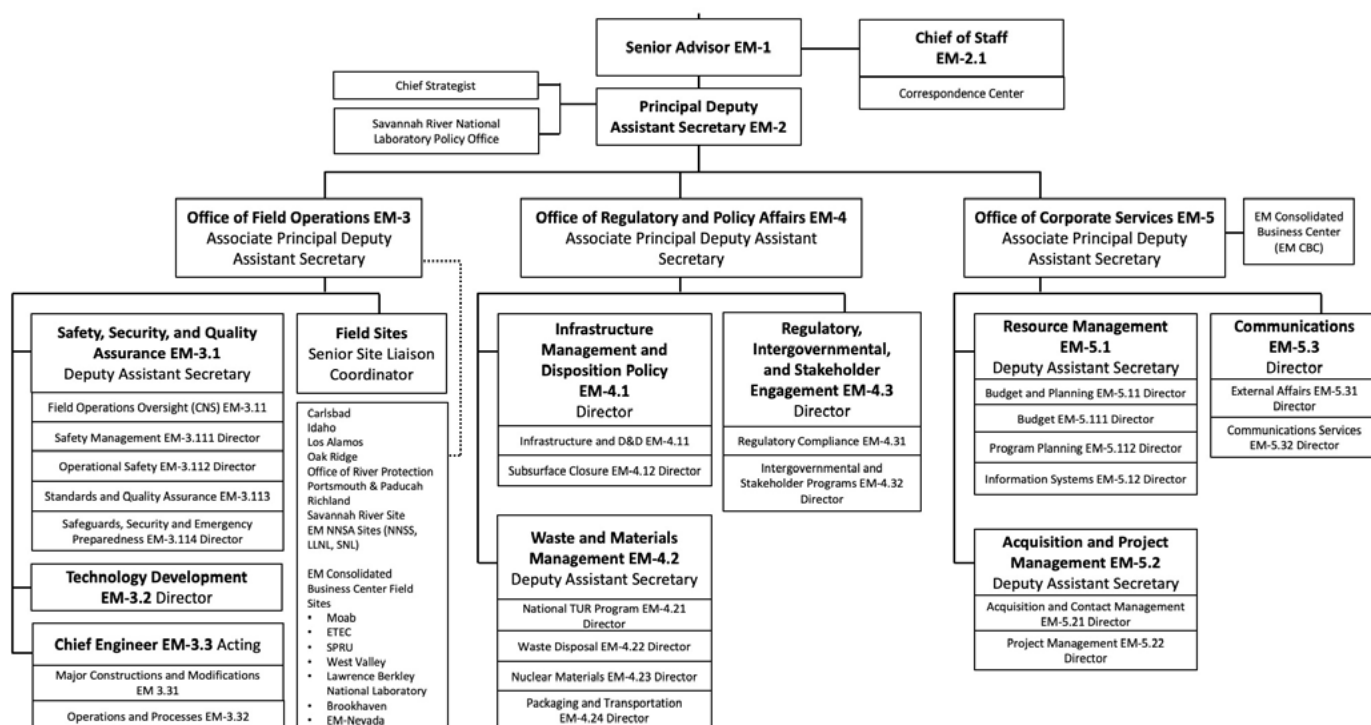 Senior Advisor EM-1
Chief of Staff
EM-2.1
Correspondence Center
Chief Strategist
Savannah River National
Laboratory Policy Office
Principal Deputy
Assistant Secretary EM-2
Office of Field Operations EM-3
Associate Principal Deputy
Assistant Secretary
Office of Regulatory and Policy Affairs EM-4
Associate Principal Deputy Assistant
Secretary
Office of Corporate Services EM-5
Associate Principal Deputy
Assistant Secretary
EM Consolidated
Business Center
(EM CBC)
Safety, Security, and Quality
Assurance EM-3.1
Deputy Assistant Secretary
Field Operations Oversight (CNS) EM-3.11
Safety Management EM-3.111 Director
Operational Safety EM-3.112 Director
Standards and Quality Assurance EM-3.113
Safeguards, Security and Emergency
Preparedness EM-3.114 Director
Technology Development
EM-3.2 Director
Chief Engineer EM-3.3 Acting
Major Constructions and Modifications
EM 3.31
Operations and Processes EM-3.32
Field Sites
Senior Site Liaison
Coordinator
Carlsbad
Idaho
Los Alamos
Oak Ridge
Office of River Protection
Portsmouth & Paducah
Richland
Savannah River Site
EM NNSA Sites (NNSS,
LLNL, SNL)
EM Consolidated
Business Center Field
Sites
• Moab
• ETEC
• SPRU
• West Valley
• Lawrence Berkley
National Laboratory
• Brookhaven
• EM-Nevada
Infrastructure
Management and
Disposition Policy
EM-4.1
Director
Infrastructure and D&D EM-4.11
Subsurface Closure EM-4.12 Director
Waste and Materials
Management EM-4.2
Deputy Assistant Secretary
National TUR Program EM-4.21
Director
Waste Disposal EM-4.22 Director
Nuclear Materials EM-4.23 Director
Packaging and Transportation
EM-4.24 Director
Regulatory,
Intergovernmental,
and Stakeholder
Engagement EM-4.3
Director
Regulatory Compliance EM-4.31
Intergovernmental and
Stakeholder Programs EM-4.32
Director
Resource Management
EM-5.1
Deputy Assistant Secretary
Budget and Planning EM-5.11 Director
Budget EM-5.111 Director
Program Planning EM-5.112 Director
Information Systems EM-5.12 Director
Acquisition and Project
Management EM-5.2
Deputy Assistant Secretary
Acquisition and Contact Management
EM-5.21 Director
Project Management EM-5.22
Director
Communications
EM-5.3
Director
External Affairs EM-5.31
Director
Communications Services
EM-5.32 Director